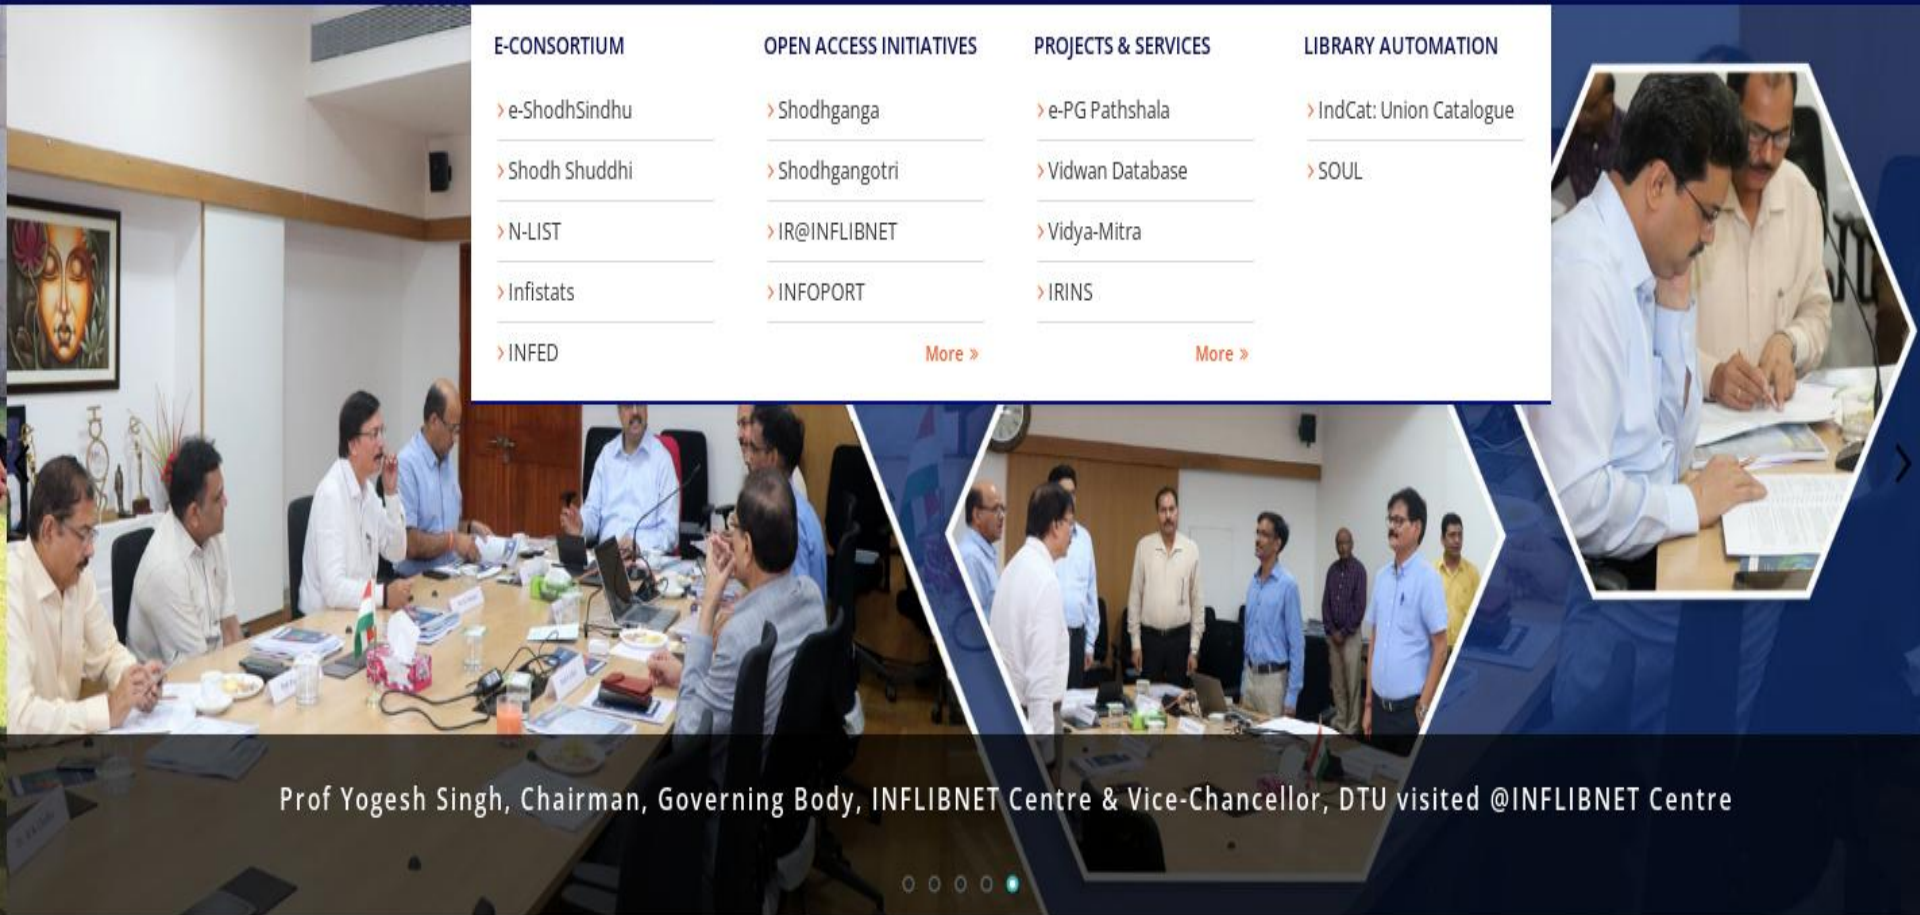 E-CONSORTIUM
› e-ShodhSindhu
› Shodh Shuddhi
› N-LIST
› Infistats
› INFED
OPEN ACCESS INITIATIVES
› Shodhganga
› Shodhgangotri
› IR@INFLIBNET
› INFOPORT
More »
PROJECTS & SERVICES
› e-PG Pathshala
› Vidwan Database
› Vidya-Mitra
› IRINS
More »
LIBRARY AUTOMATION
› IndCat: Union Catalogue
› SOUL
Prof Yogesh Singh, Chairman, Governing Body, INFLIBNET Centre & Vice-Chancellor, DTU visited @INFLIBNET Centre